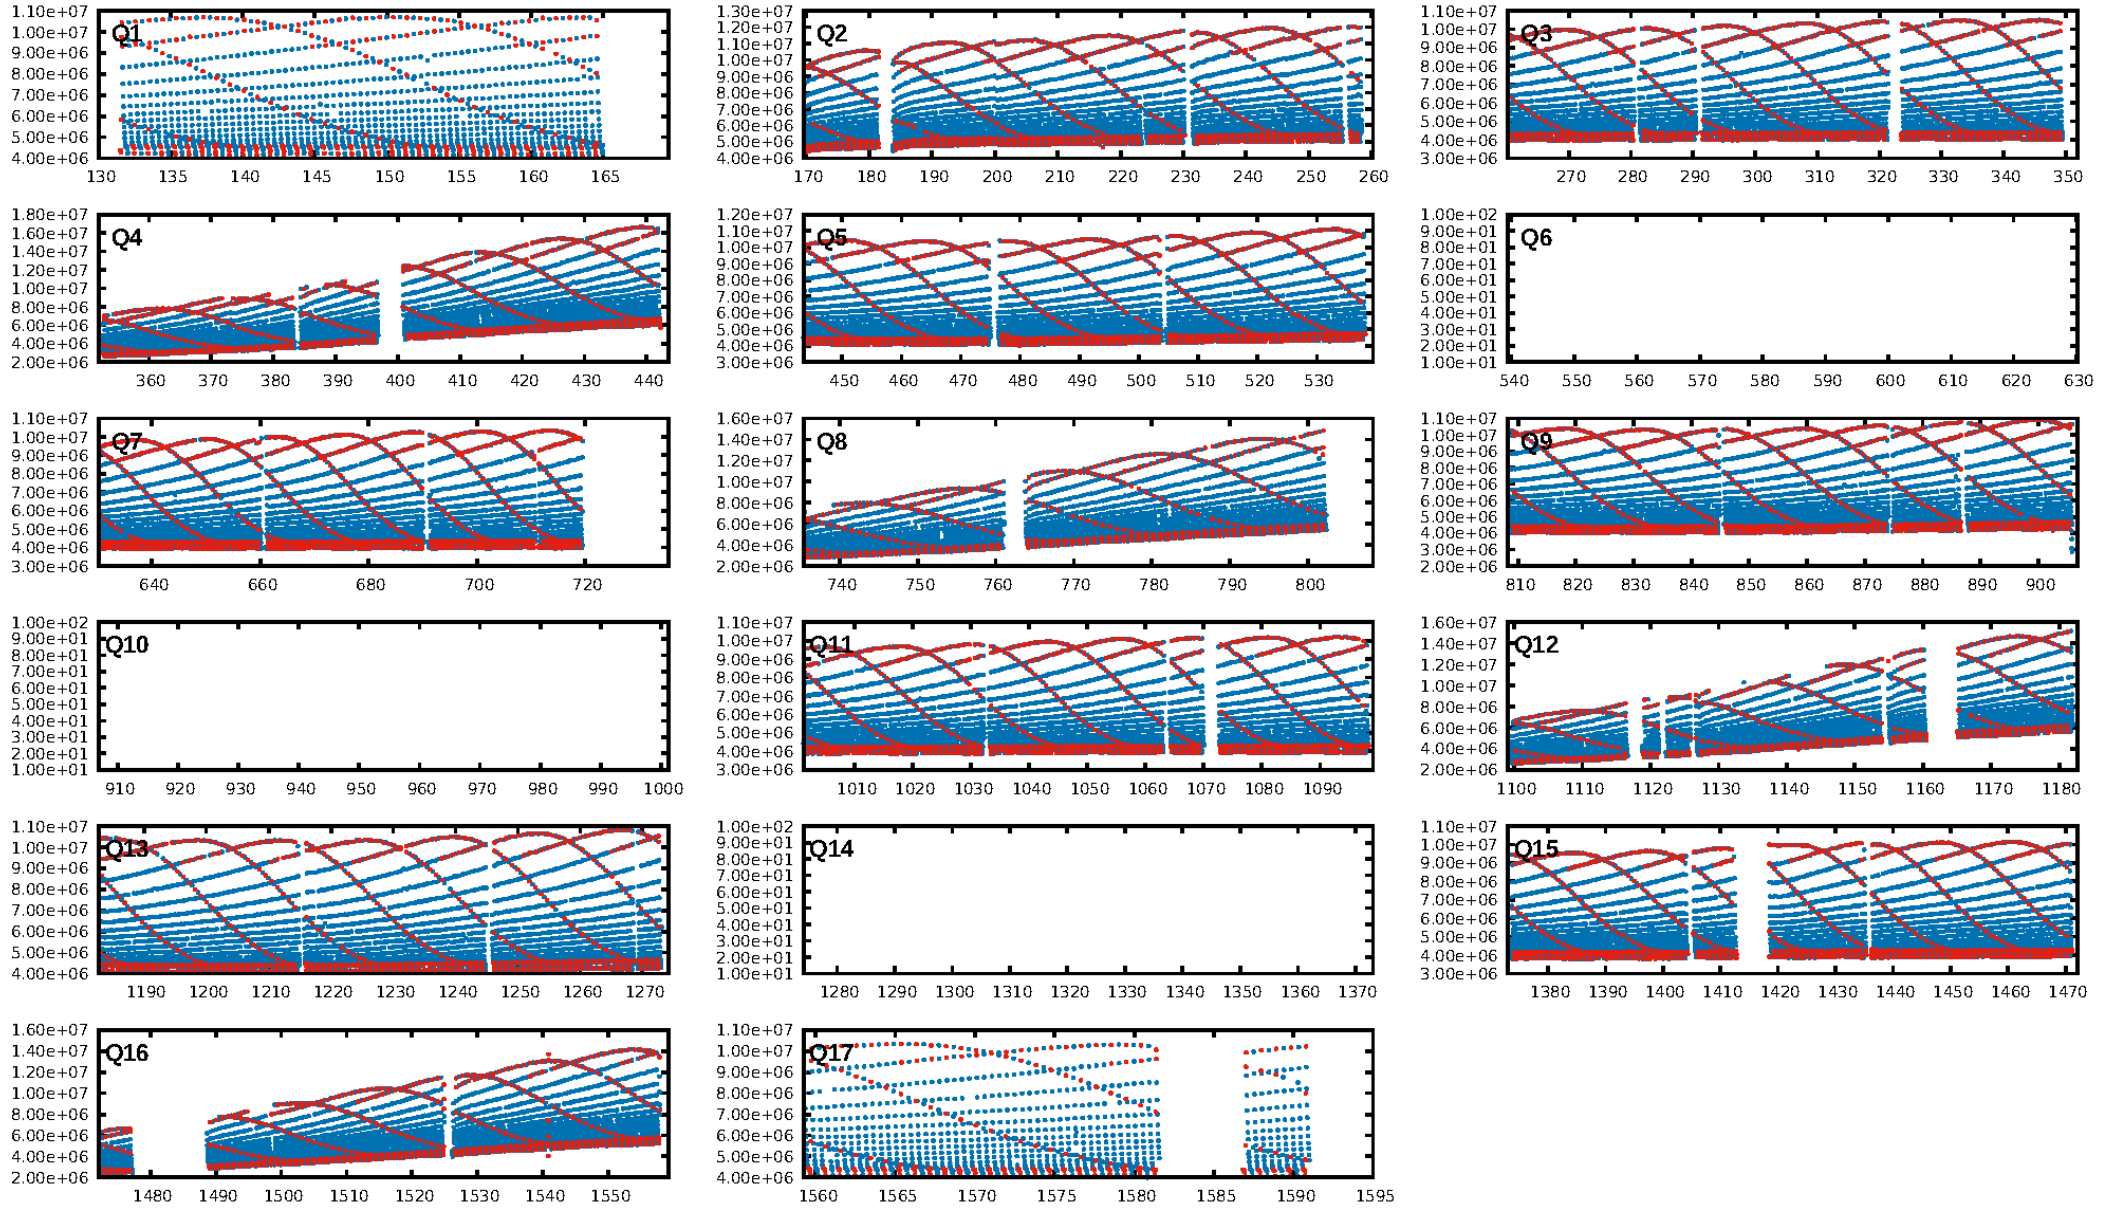 1.10e+07
1.00e+07
9.00e+06
8.00e+06
7.00e+06
6.00e+06
5.00e+06
4.00e+06
Q1
130 135 140 145 150 155 160 165
1.30e+07
1.20e+07
1.10e+07
1.00e+07
9.00e+06
8.00e+06
7.00e+06
6.00e+06
5.00e+06
4.00e+06
Q2
170 180 190 200 210 220 230 240 250 260
1.10e+07
1.00e+07
9.00e+06
8.00e+06
7.00e+06
6.00e+06
5.00e+06
4.00e+06
3.00e+06
Q3
270 280 290 300 310 320 330 340 350
1.80e+07
1.60e+07
1.40e+07
1.20e+07
1.00e+07
8.00e+06
6.00e+06
4.00e+06
2.00e+06
Q4
360 370 380 390 400 410 420 430 440
1.20e+07
1.10e+07
1.00e+07
9.00e+06
8.00e+06
7.00e+06
6.00e+06
5.00e+06
4.00e+06
3.00e+06
Q5
450 460 470 480 490 500 510 520 530
1.00e+02
9.00e+01
8.00e+01
7.00e+01
6.00e+01
5.00e+01
4.00e+01
3.00e+01
2.00e+01
1.00e+01
Q6
540 550 560 570 580 590 600 610 620 630
1.10e+07
1.00e+07
9.00e+06
8.00e+06
7.00e+06
6.00e+06
5.00e+06
4.00e+06
3.00e+06
Q7
640 660 680 700 720
1.60e+07
1.40e+07
1.20e+07
1.00e+07
8.00e+06
6.00e+06
4.00e+06
2.00e+06
Q8
740 750 760 770 780 790 800
1.10e+07
1.00e+07
9.00e+06
8.00e+06
7.00e+06
6.00e+06
5.00e+06
4.00e+06
3.00e+06
2.00e+06
Q9
810 820 830 840 850 860 870 880 890 900
1.00e+02
9.00e+01
8.00e+01
7.00e+01
6.00e+01
5.00e+01
4.00e+01
3.00e+01
2.00e+01
1.00e+01
Q10
910 920 930 940 950 960 970 980 990 1000
1.10e+07
1.00e+07
9.00e+06
8.00e+06
7.00e+06
6.00e+06
5.00e+06
4.00e+06
3.00e+06
Q11
1010 1020 1030 1040 1050 1060 1070 1080 1090
1.60e+07
1.40e+07
1.20e+07
1.00e+07
8.00e+06
6.00e+06
4.00e+06
2.00e+06
Q12
1100 1110 1120 1130 1140 1150 1160 1170 1180
1.10e+07
1.00e+07
9.00e+06
8.00e+06
7.00e+06
6.00e+06
5.00e+06
4.00e+06
Q13
1190 1200 1210 1220 1230 1240 1250 1260 1270
1.00e+02
9.00e+01
8.00e+01
7.00e+01
6.00e+01
5.00e+01
4.00e+01
3.00e+01
2.00e+01
1.00e+01
Q14
1280 1290 1300 1310 1320 1330 1340 1350 1360 1370
1.10e+07
1.00e+07
9.00e+06
8.00e+06
7.00e+06
6.00e+06
5.00e+06
4.00e+06
3.00e+06
Q15
1380 1390 1400 1410 1420 1430 1440 1450 1460 1470
1.60e+07
1.40e+07
1.20e+07
1.00e+07
8.00e+06
6.00e+06
4.00e+06
2.00e+06
Q16
1480 1490 1500 1510 1520 1530 1540 1550
1.10e+07
1.00e+07
9.00e+06
8.00e+06
7.00e+06
6.00e+06
5.00e+06
4.00e+06
Q17
1560 1565 1570 1575 1580 1585 1590 1595